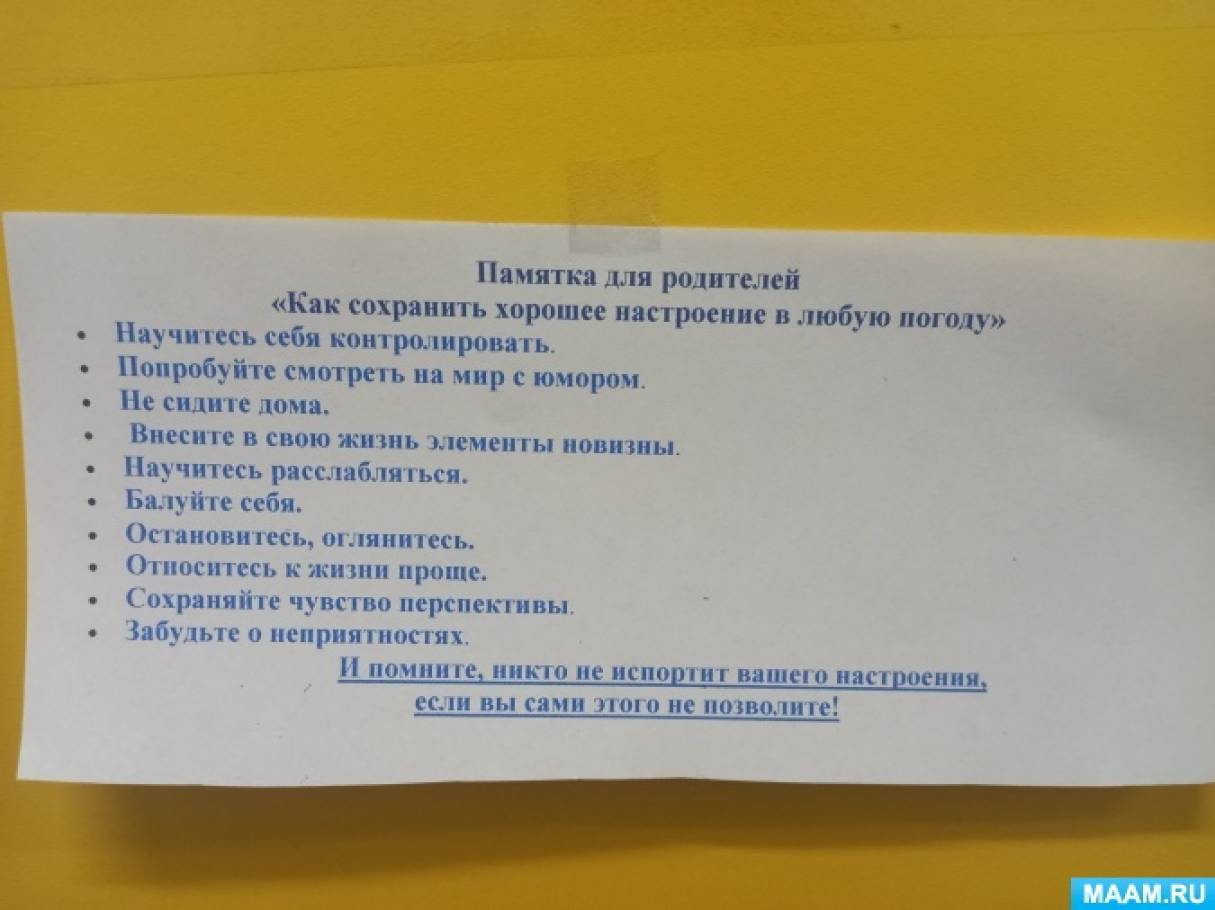 Памятка для родителей
«Как сохранить хорошее настроение в любую погоду»
• Научитесь себя контролировать.
• Попробуйте смотреть на мир с юмором.
• Не сидите дома.
• Внесите в свою жизнь элементы новизны.
• Научитесь расслабляться.
• Балуйте себя.
• Остановитесь, оглянитесь.
• Относитесь к жизни проще.
• Сохраняйте чувство перспективы.
• Забудьте о неприятностях.
И помните, никто не испортит вашего настроения,
если вы сами этого не позволите!
MAAM.RU